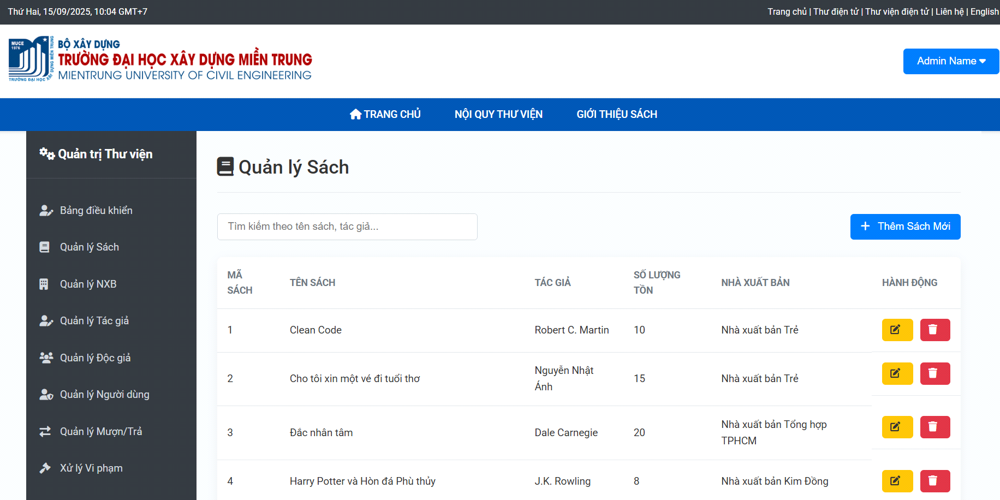 Thứ Hai, 15/09/2025, 10:04 GMT+7
Trang chủ | Thư điện tử | Thư viện điện tử | Liên hệ | English
MUCE
1976
XÂY DỰNG MIỀN TRUNG
TRƯỜNG ĐẠI HỌC
BỘ XÂY DỰNG
TRƯỜNG ĐẠI HỌC XÂY DỰNG MIỀN TRUNG
MIENTRUNG UNIVERSITY OF CIVIL ENGINEERING
Admin Name
TRANG CHỦ
NỘI QUY THƯ VIỆN
GIỚI THIỆU SÁCH
Quản trị Thư viện
Bảng điều khiển
Quản lý Sách
Quản lý NXB
Quản lý Tác giả
Quản lý Độc giả
Quản lý Người dùng
Quản lý Mượn/Trả
Xử lý Vi phạm
Quản lý Sách
Tìm kiếm theo tên sách, tác giả...
Thêm Sách Mới
MÃ
SÁCH
TÊN SÁCH
TÁC GIẢ
SỐ LƯỢNG
TỒN
NHÀ XUẤT BẢN
HÀNH ĐỘNG
1
Clean Code
Robert C. Martin
10
Nhà xuất bản Trẻ
2
Cho tôi xin một vé đi tuổi thơ
Nguyễn Nhật
Ánh
15
Nhà xuất bản Trẻ
3
Đắc nhân tâm
Dale Carnegie
20
Nhà xuất bản Tổng hợp
TPHCM
4
Harry Potter và Hòn đá Phù thủy
J.K. Rowling
8
Nhà xuất bản Kim Đồng